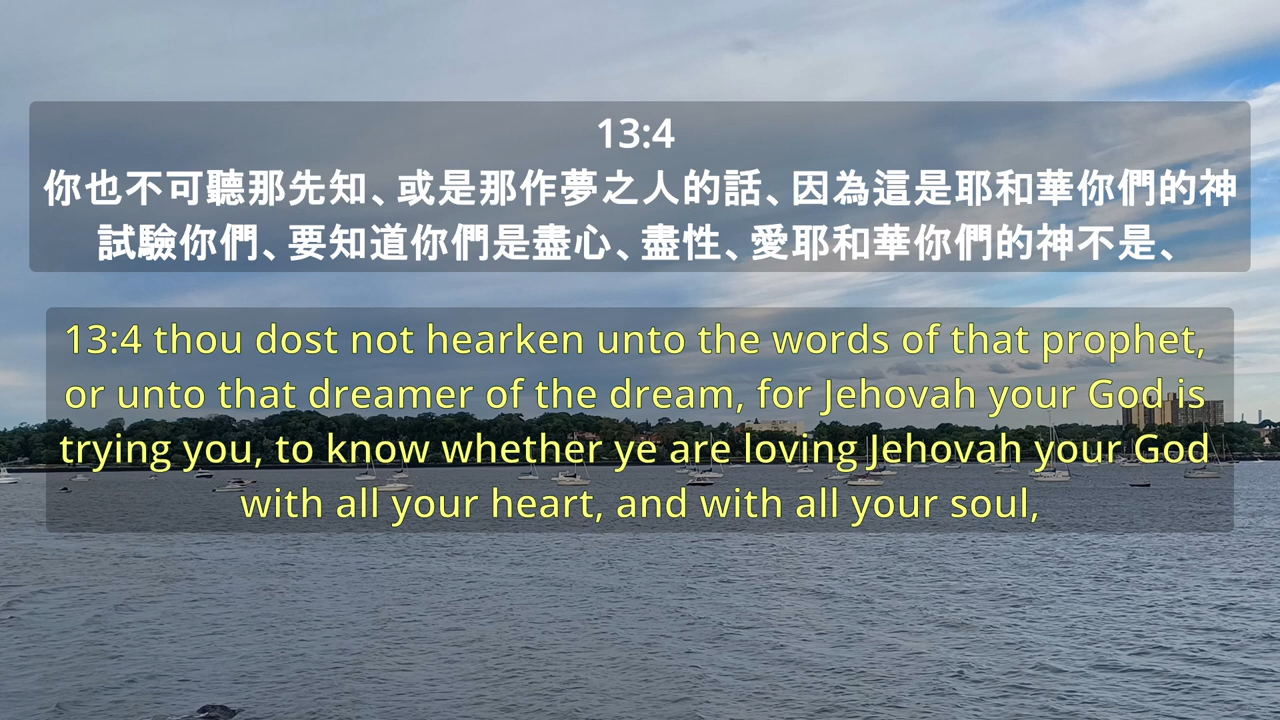 13:4
你也不可聽那先知、或是那作夢之人的話、因為這是耶和華你們的神
試驗你們、要知道你們是盡心、盡性、愛耶和華你們的神不是、
13:4 thou dost not hearken unto the words of that prophet,
or unto that dreamer of the dream, for Jehovah your God is
trying you, to know whether ye are loving Jehovah your God
with all your heart, and with all your soul,